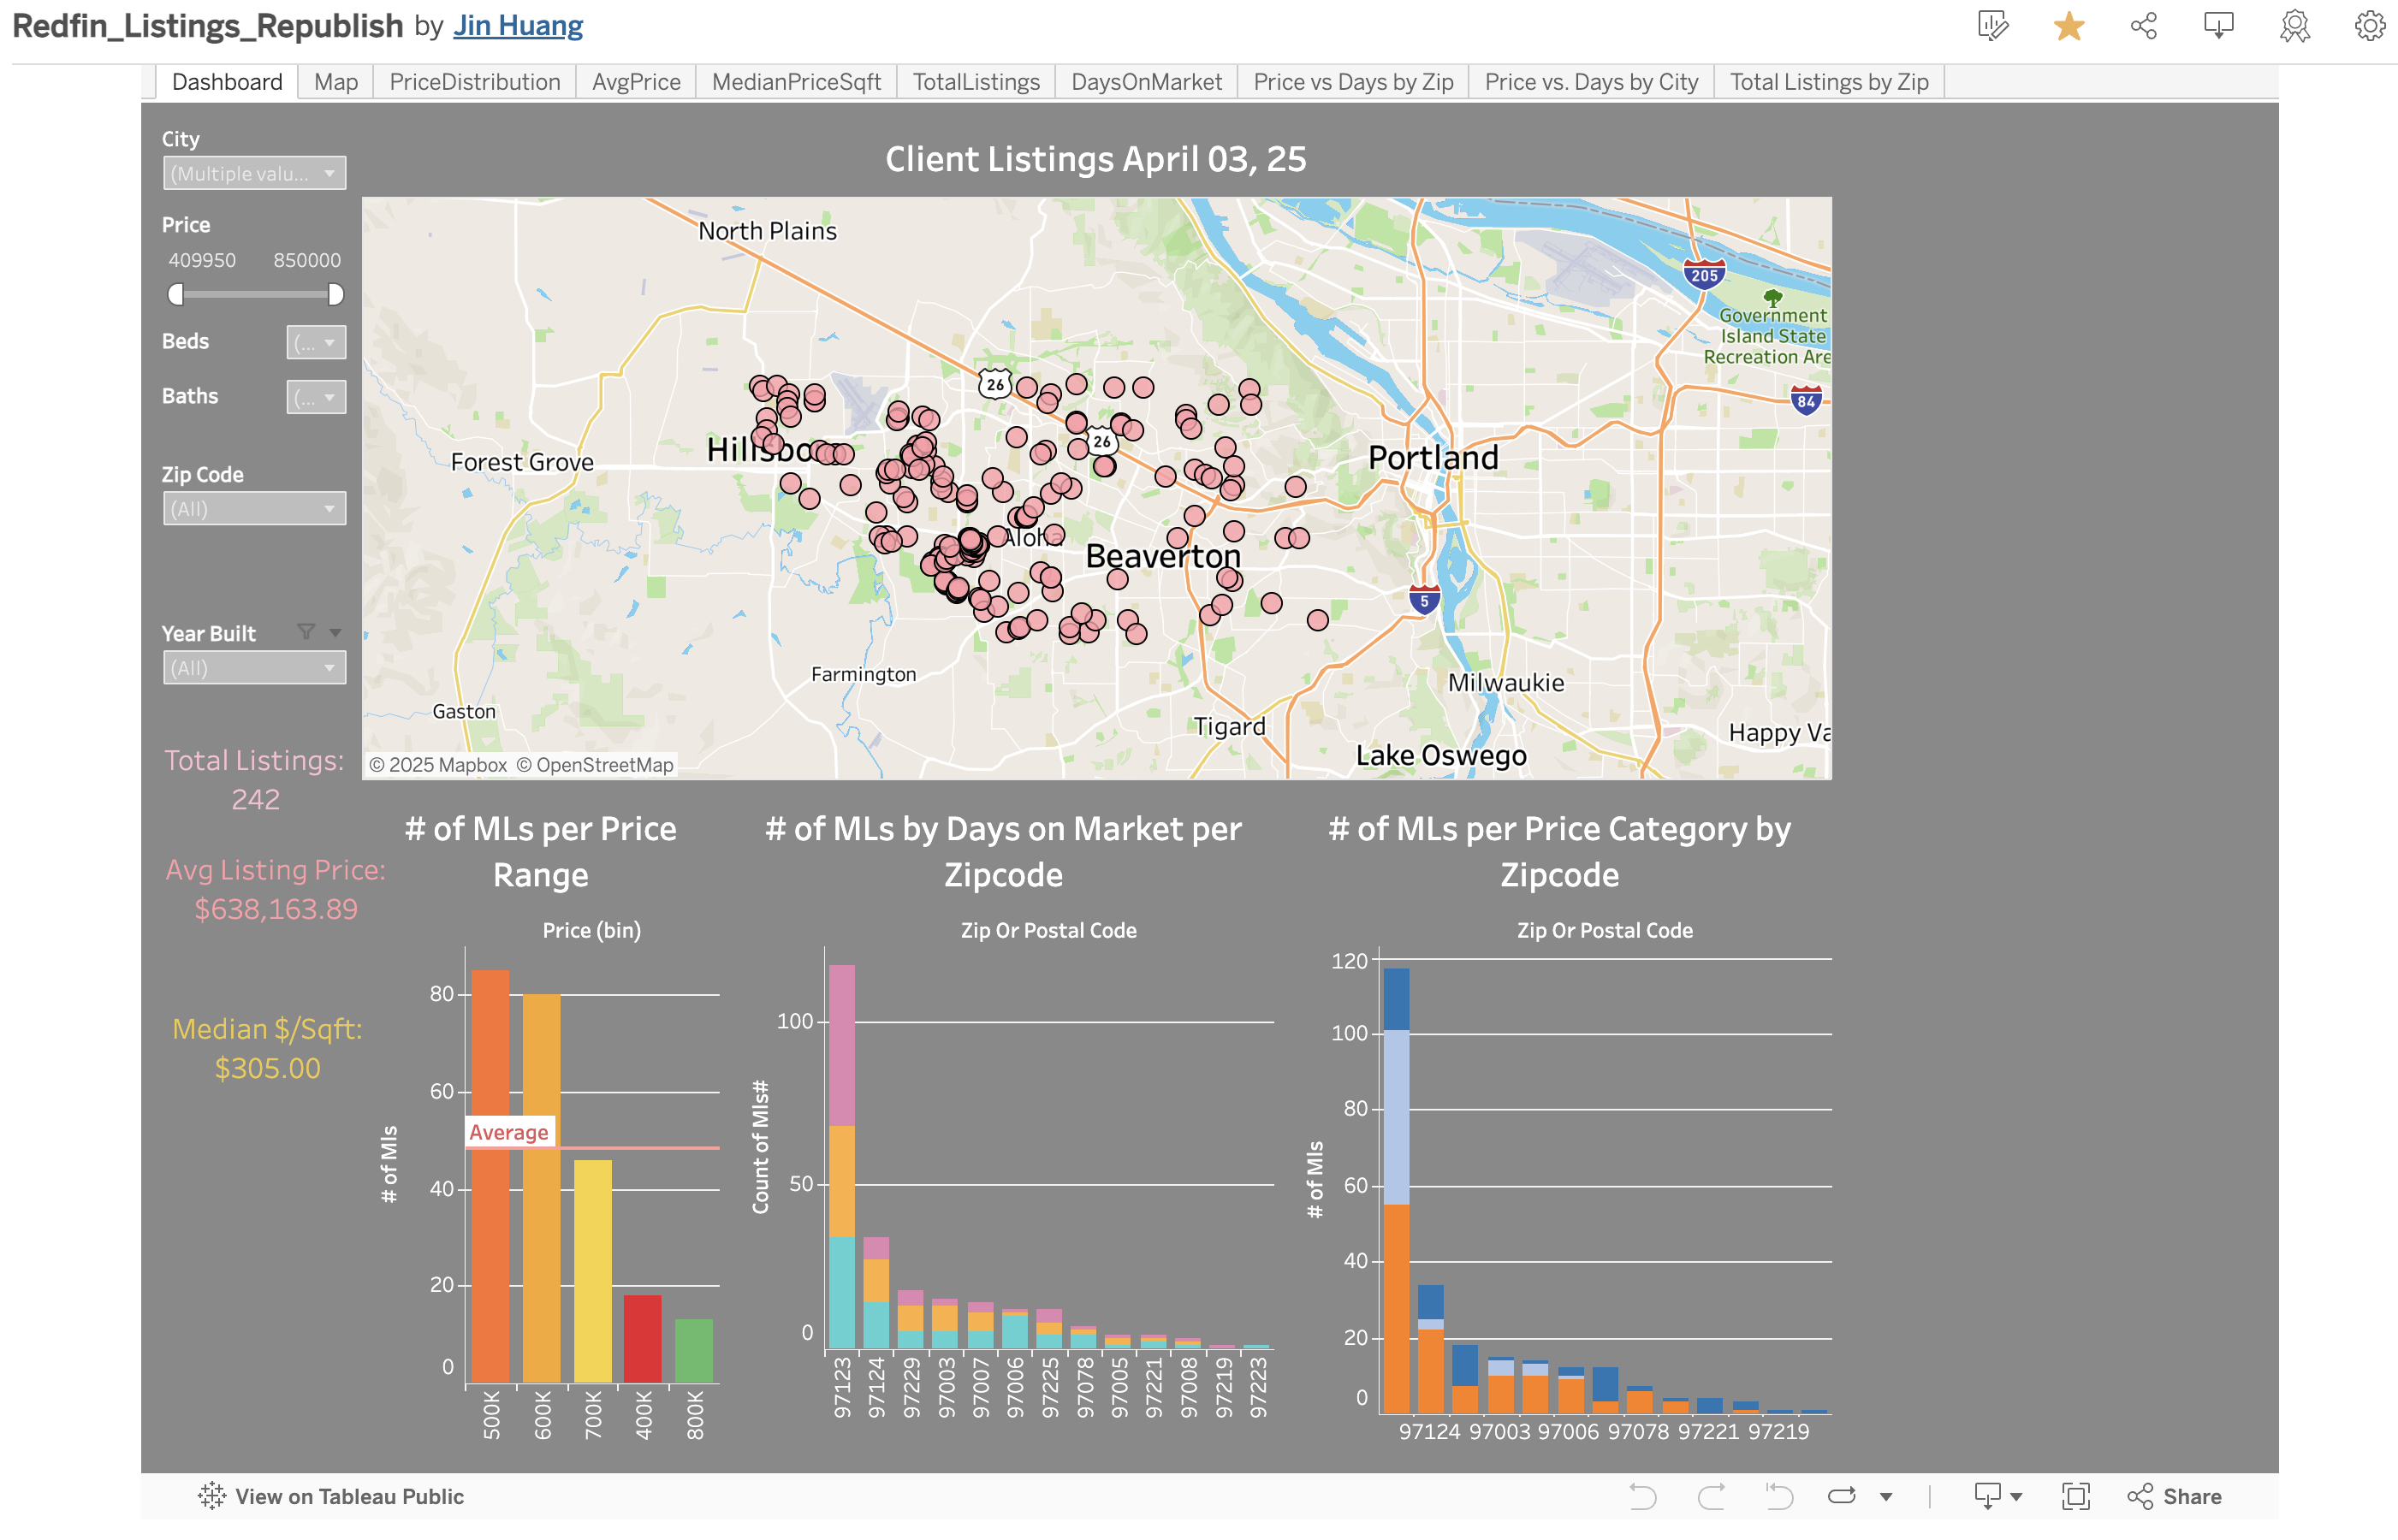 Redfin_Listings_Republish by Jin Huang
Dashboard
Map
PriceDistribution
AvgPrice
MedianPriceSqft
TotalListings
DaysOnMarket
Price vs Days by Zip
Price vs. Days by City
Total Listings by Zip
City
(Multiple valu...
Price
409950 850000
Beds
(...
Baths
(...
Zip Code
(All)
Year Built
(All)
Total Listings:
242
Avg Listing Price:
$638,163.89
Median $/Sqft:
$305.00
Client Listings April 03, 25
North Plains
205
Government
Island State
Recreation Are
26
84
26
Hillsbo
Portland
Forest Grove
Aloha
Beaverton
5
Farmington
Milwaukie
Gaston
Tigard
Happy Va
Lake Oswego
© 2025 Mapbox © OpenStreetMap
# of MLs per Price
Range
Price (bin)
# of Mls
80
60
Average
40
20
0
500K
600K
700K
400K
800K
# of MLs by Days on Market per
Zipcode
Zip Or Postal Code
Count of Mls#
100
50
0
97123
97124
97229
97003
97007
97006
97225
97078
97005
97221
97008
97219
97223
# of MLs per Price Category by
Zipcode
Zip Or Postal Code
# of Mls
120
100
80
60
40
20
0
97124 97003 97006 97078 97221 97219
View on Tableau Public
Share